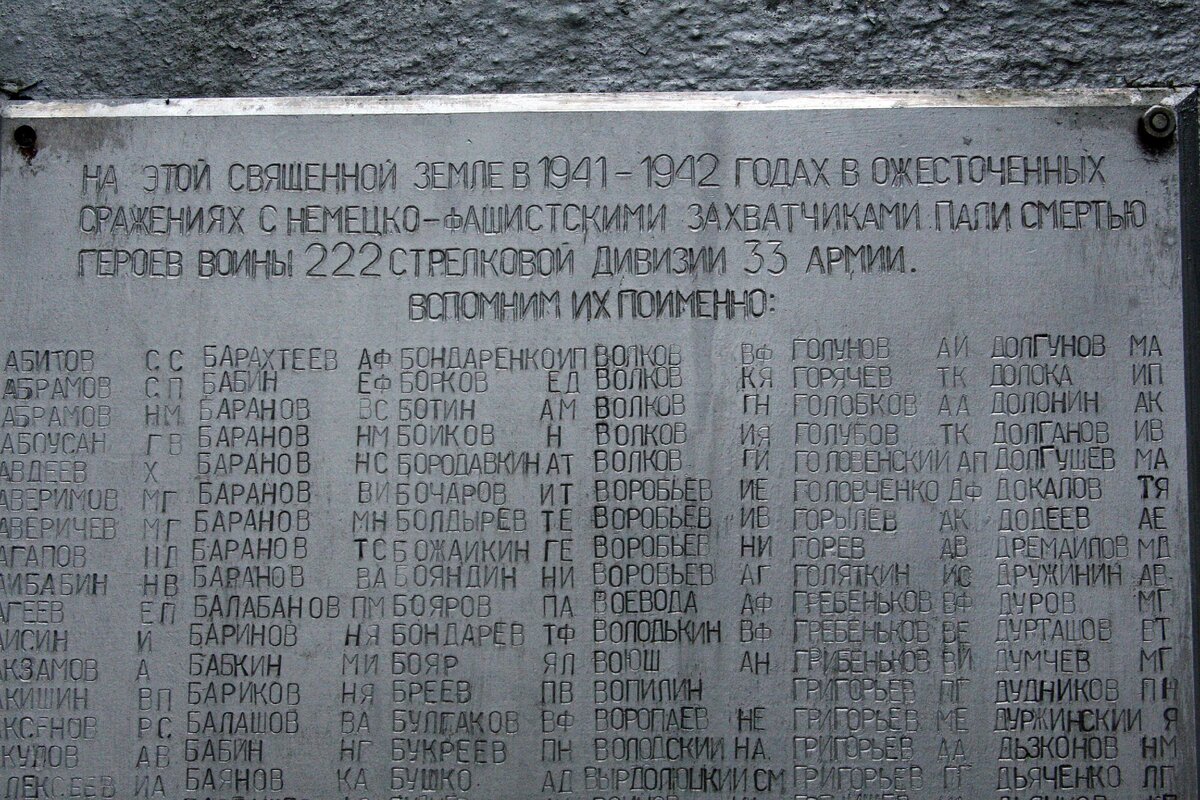 НА ЭТОЙ СВЯЩЕННОЙ ЗЕМЛЕ В 1941 – 1942 ГОДАХ В ОЖЕСТОЧЕННЫХ
СРАЖЕНИЯХ С НЕМЕЦКО-ФАШИСТСКИМИ ЗАХВАТЧИКАМИ ПАЛИ СМЕРТЬЮ
ГЕРОЕВ ВОИНЫ 222 СТРЕЛКОВОЙ ДИВИЗИИ 33 АРМИИ.
ВСПОМНИМ ИХ ПОИМЕННО:
АБИТОВ С С БАРАХТЕЕВ АФ БОНДАРЕНКО ИП ВОЛКОВ ВФ ГОЛУНОВ АИ ДОЛГУНОВ МА
АБРАМОВ С П БАБИН ЕФ БОРКОВ ЕД ВОЛКОВ КЯ ГОРЯЧЕВ ТК ДОЛОКА ИП
АБРАМОВ НМ БАРАНОВ ВС БОТИН АМ ВОЛКОВ ГН ГОЛОБКОВ АА ДОЛОНИН АК
АБОУСАН ГВ БАРАНОВ НМ БОИКОВ Н ВОЛКОВ ИЯ ГОЛУБОВ ТК ДОЛГАНОВ ИВ
АВДЕЕВ Х БАРАНОВ НС БОРОДАВКИН АТ ВОЛКОВ ГИ ГОЛОВЕНСКИЙ АП ДОЛГУШЕВ МА
АВЕРИМОВ МГ БАРАНОВ ВИ БОЧАРОВ ИТ ВОРОБЬЕВ ИЕ ГОЛОВЧЕНКО ДФ ДОКАЛОВ ТЯ
АВЕРИЧЕВ МГ БАРАНОВ МН БОЛДЫРЕВ ТЕ ВОРОБЬЕВ ИВ ГОРЫЛЕВ АК ДОДЕЕВ АЕ
АГАПОВ БАРАНОВ ТС БОЖАИКИН ГЕ ВОРОБЬЕВ НИ ГОРЕВ АВ ДРЕМАИЛОВ МД
АИБАБИН НВ БАРАНОВ ВА БОЯНДИН НИ ВОРОБЬЕВ АГ ГОЛЯТКИН ИС ДРУЖИНИН АВ
АГЕЕВ ЕП БАЛАБАНОВ ПМ БОЯРОВ ПА ВОЕВОДА АФ ГРЕБЕНЬКОВ ВФ ДУРОВ МГ
АИСИН И БАРИНОВ НЯ БОНДАРЕВ ТФ ВОЛОДЬКИН ВФ ГРЕБЕНЬКОВ ВЕ ДУРТАШОВ ВТ
АКЗАМОВ А БАБКИН МИ БОЯР ЯП ВОЮШ АН ГРИБЕНЬКОВ ВИ ДУМЧЕВ МГ
АКИШИН ВП БАРИКОВ НЯ БРЕЕВ ПВ ВОПИЛИН ГРИГОРЬЕВ ПГ ДУДНИКОВ ПН
АКСЕНОВ РС БАЛАШОВ ВА БУЛГАКОВ ВФ ВОРОПАЕВ НЕ ГРИГОРЬЕВ МЕ ДУРЖИНСКИЙ Я
АКУЛОВ АВ БАБИН НГ БУКРЕЕВ ПН ВОЛОДСКИЙ НА ГРИГОРЬЕВ АА ДЬЗКОНОВ НМ
АЛЕКСЕЕВ ИА БАЯНОВ КА БУШКО АД ВЫРДОЛОЦКИЙ СМ ГРИГОРЬЕВ ГГ ДЬЯЧЕНКО ЛГ